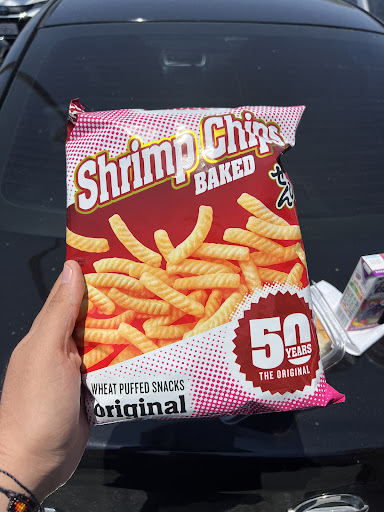 Shrimp Chips
BAKED
50
YEARS
THE ORIGINAL
WHEAT PUFFED SNACKS
original